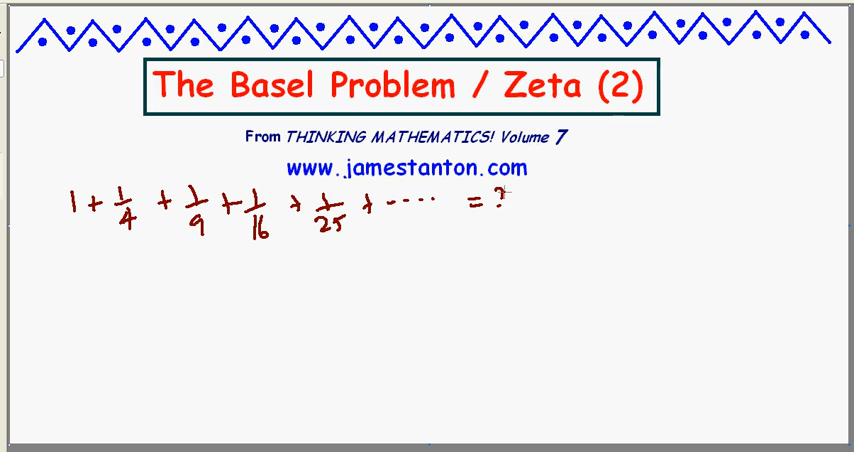 The Basel Problem / Zeta (2)
From THINKING MATHEMATICS! Volume 7
www.jamestanton.com
1 + 1/4 + 1/9 + 1/16 + 1/25 + ---.... = ?